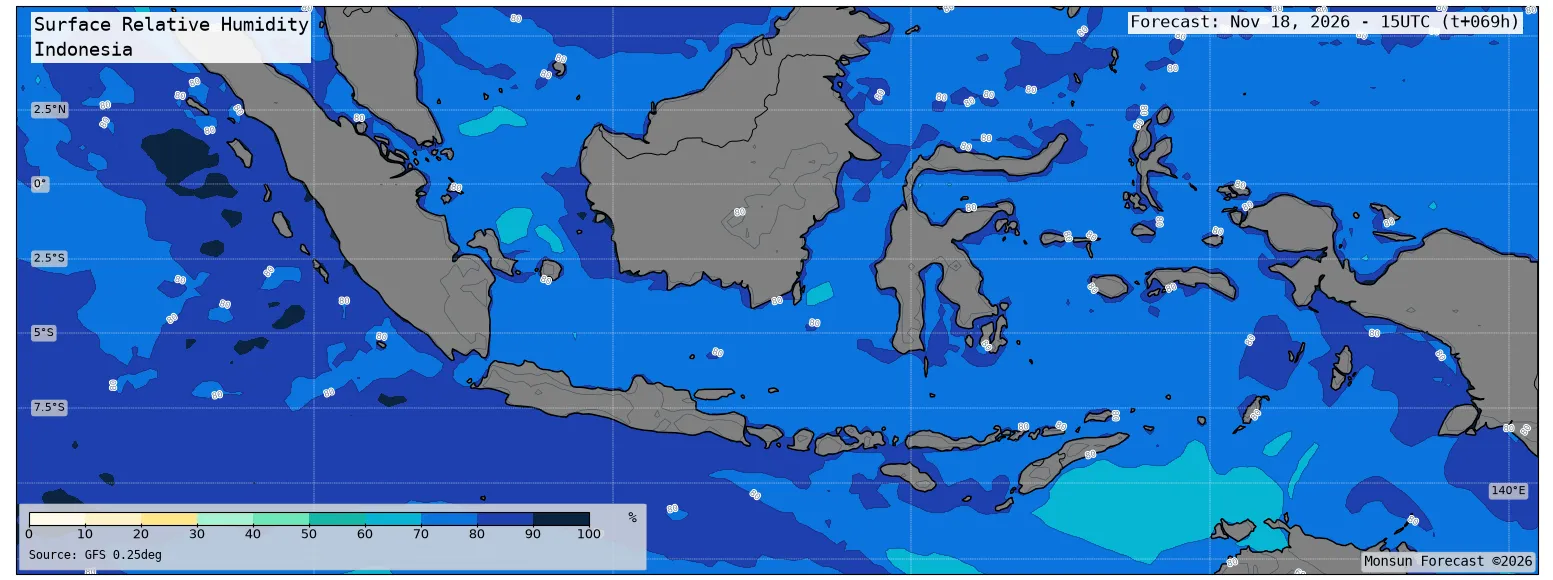 Surface Relative Humidity
Indonesia
Forecast: Nov 18, 2026 - 15UTC (t+069h)
2.5°N
0°
2.5°S
5°S
7.5°S
140°E
0 10 20 30 40 50 60 70 80 90 100 %
Source: GFS 0.25deg
Monsun Forecast ©2026